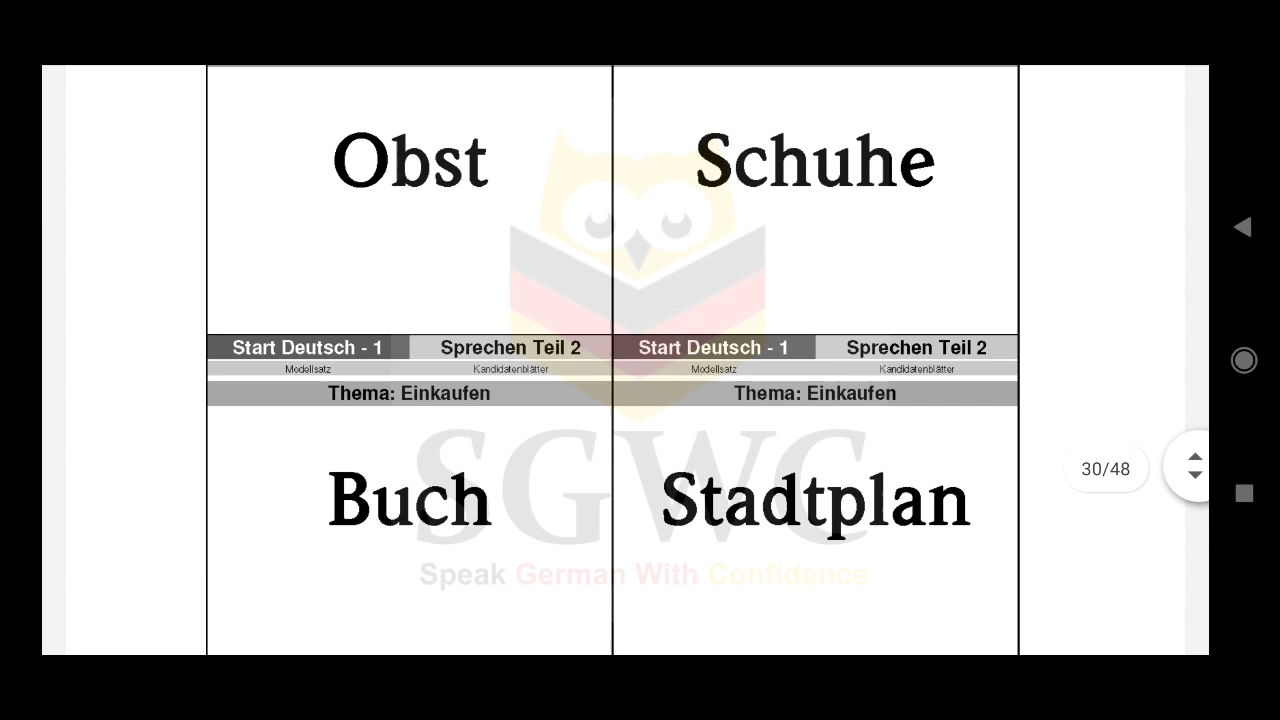 Obst
Schuhe
Start Deutsch - 1 Sprechen Teil 2
Modellsatz Kandidatenblätter
Thema: Einkaufen
Start Deutsch - 1 Sprechen Teil 2
Modellsatz Kandidatenblätter
Thema: Einkaufen
Buch
Stadtplan
SGWC
Speak German With Confidence
30/48